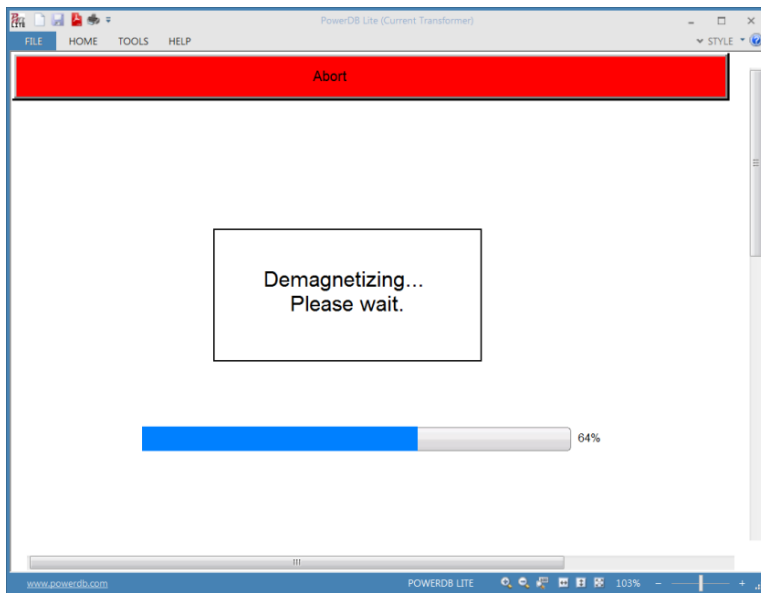 PowerDB Lite (Current Transformer)
FILE HOME TOOLS HELP STYLE
Abort
Demagnetizing...
Please wait.
64%
www.powerdb.com POWERDB LITE 103%